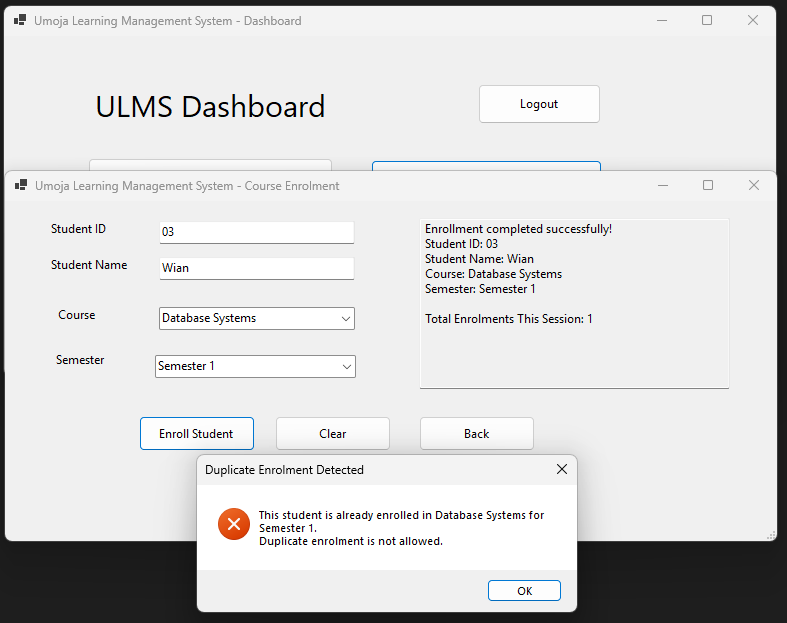 Umoja Learning Management System - Dashboard
ULMS Dashboard
Logout
Umoja Learning Management System - Course Enrolment
Student ID
03
Student Name
Wian
Course
Database Systems
Semester
Semester 1
Enrollment completed successfully!
Student ID: 03
Student Name: Wian
Course: Database Systems
Semester: Semester 1
Total Enrolments This Session: 1
Enroll Student
Clear
Back
Duplicate Enrolment Detected
This student is already enrolled in Database Systems for
Semester 1.
Duplicate enrolment is not allowed.
OK